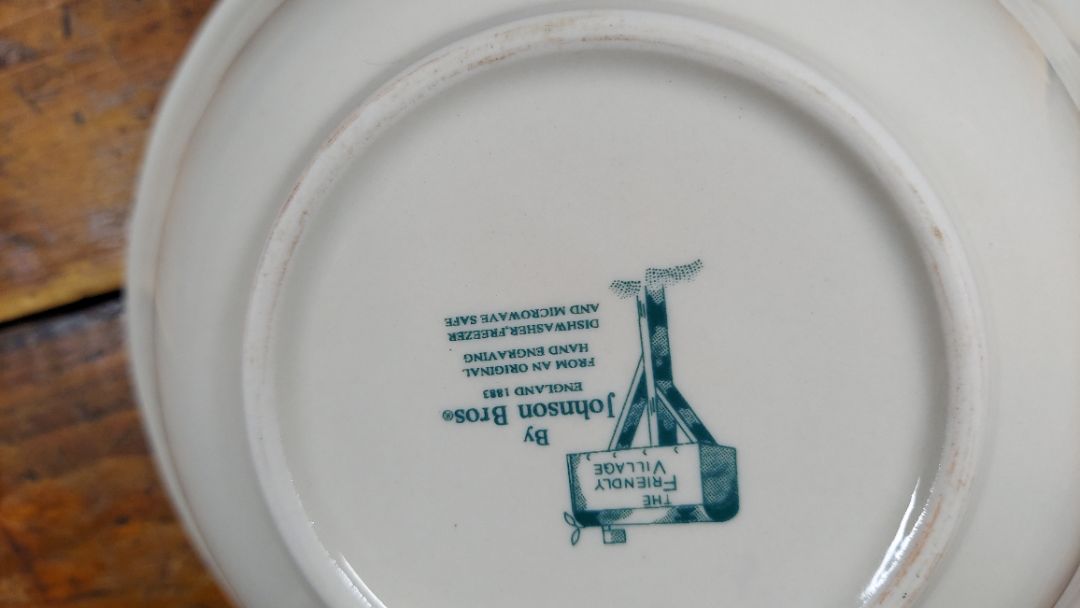 THE
FRIENDLY
VILLAGE
By
Johnson Bros®
ENGLAND 1883
FROM AN ORIGINAL
HAND ENGRAVING
DISHWASHER,FREEZER
AND MICROWAVE SAFE